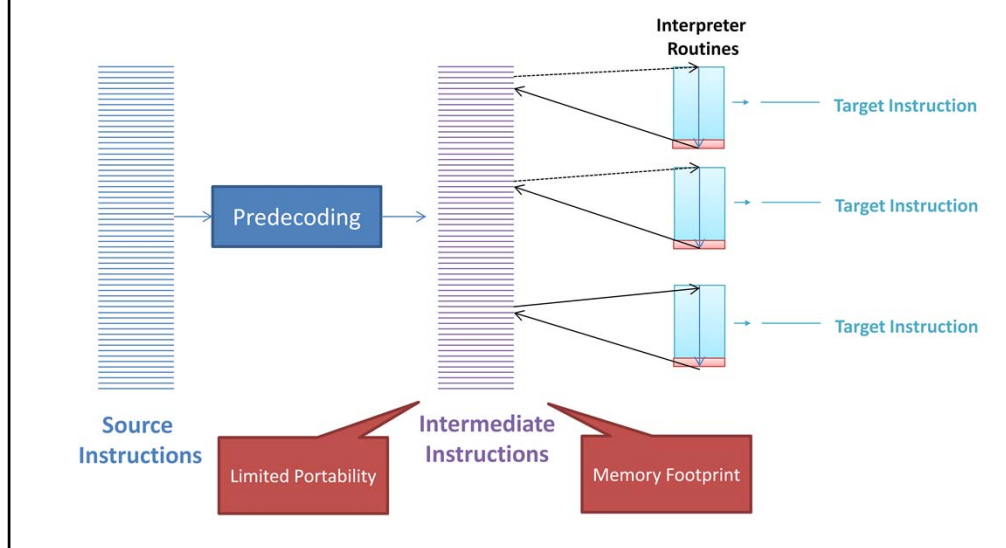 Interpreter
Routines
Target Instruction
Predecoding
Target Instruction
Target Instruction
Source
Instructions
Intermediate
Instructions
Limited Portability
Memory Footprint